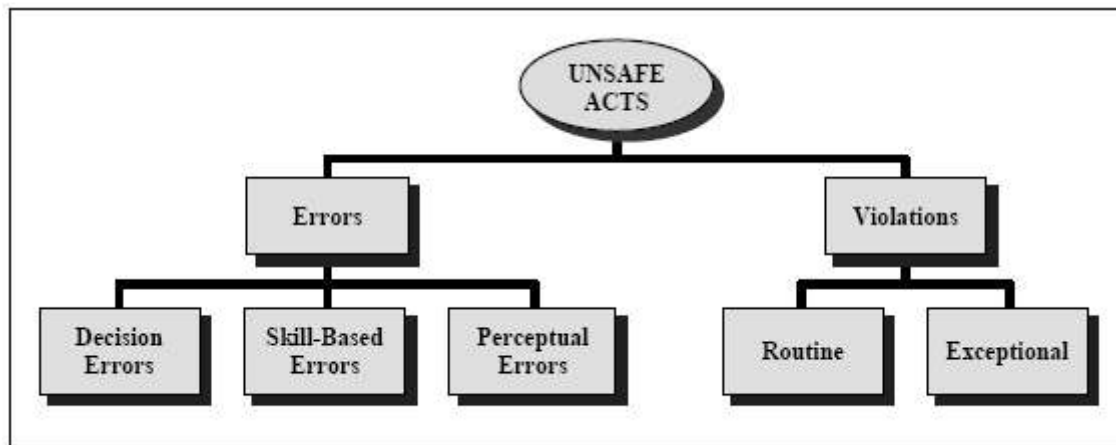 UNSAFE
ACTS
Errors
Violations
Decision
Errors
Skill-Based
Errors
Perceptual
Errors
Routine
Exceptional